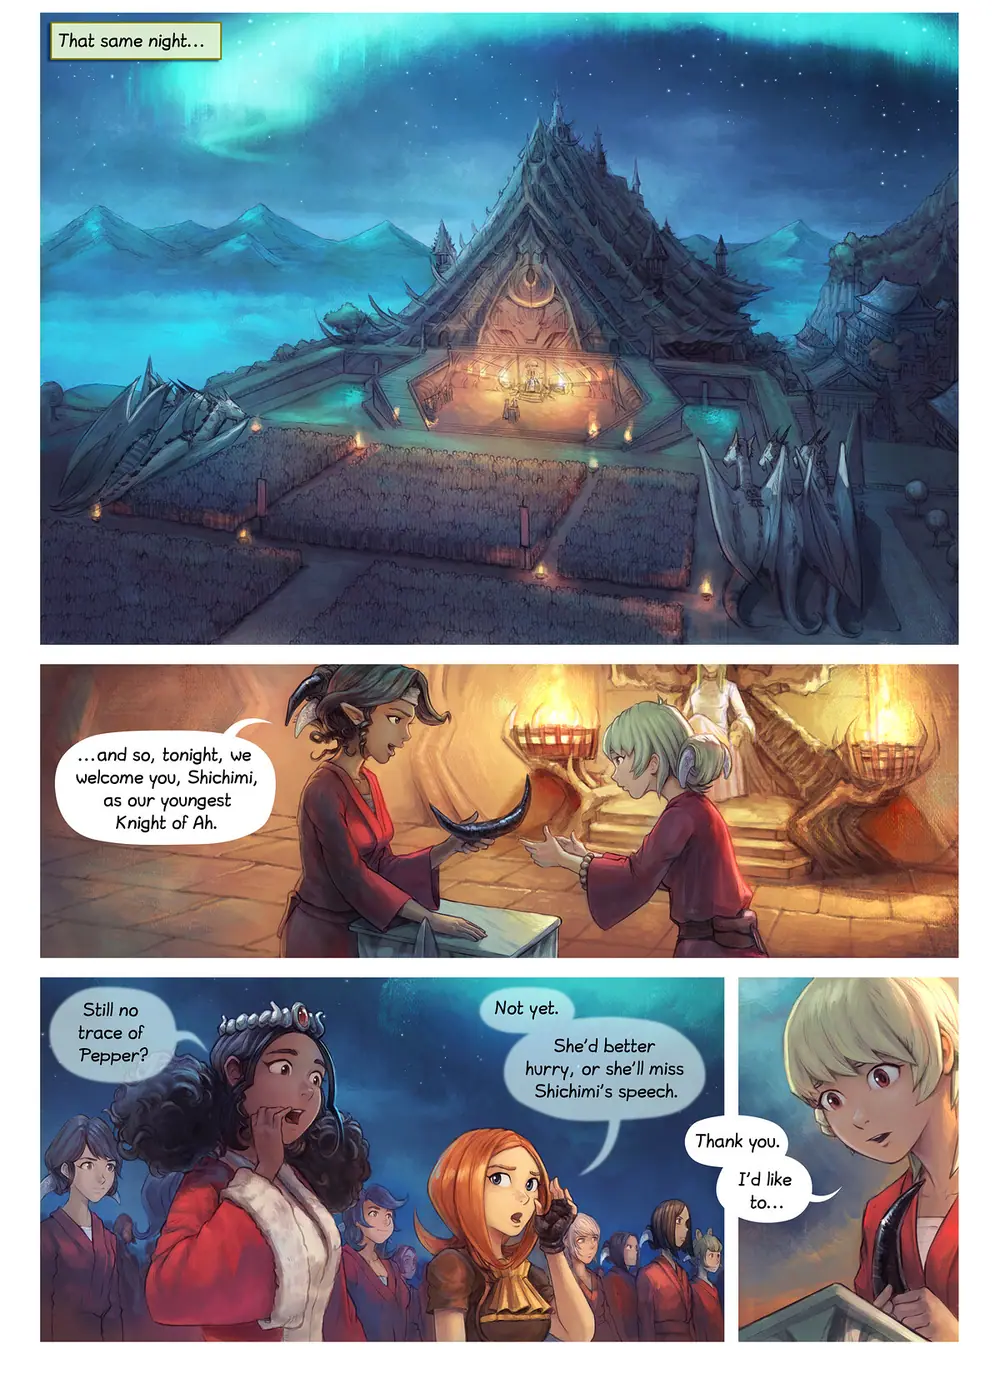 That same night...
...and so, tonight, we
welcome you, Shichimi,
as our youngest
Knight of Ah.
Still no
trace of
Pepper?
Not yet.
She'd better
hurry, or she'll miss
Shichimi's speech.
Thank you.
I'd like
to...